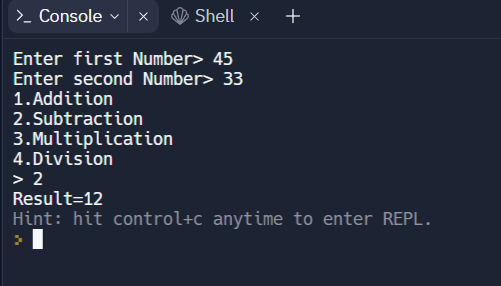 Console Shell
Enter first Number> 45
Enter second Number> 33
1.Addition
2.Subtraction
3.Multiplication
4.Division
> 2
Result=12
Hint: hit control+c anytime to enter REPL.
>